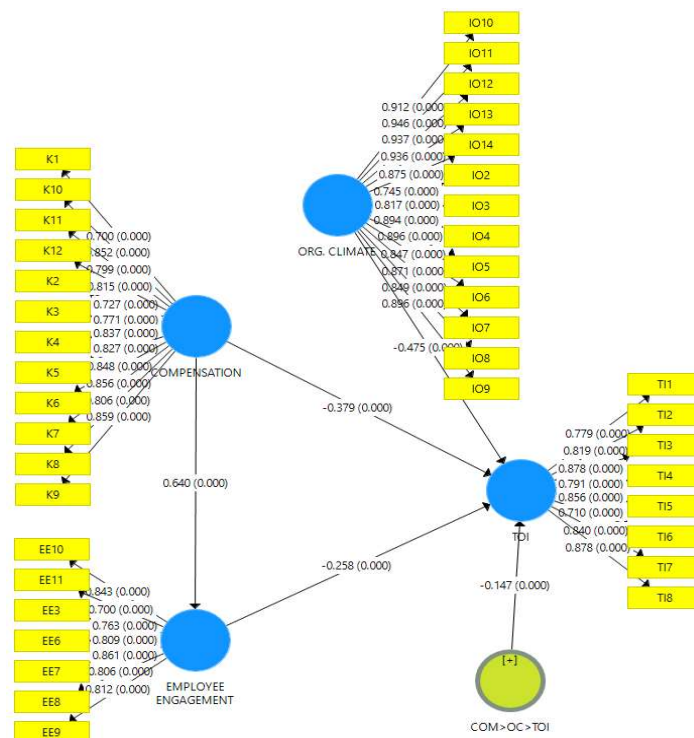 IO10
IO11
IO12
IO13
IO14
IO2
IO3
IO4
IO5
IO6
IO7
IO8
IO9
0.912 (0.000)
0.946 (0.000)
0.937 (0.000)
0.936 (0.000)
0.875 (0.000)
0.745 (0.000)
0.817 (0.000)
0.894 (0.000)
0.896 (0.000)
0.847 (0.000)
0.871 (0.000)
0.849 (0.000)
0.896 (0.000)
ORG. CLIMATE
-0.475 (0.000)
K1
K10
K11
K12
K2
K3
K4
K5
K6
K7
K8
K9
0.700 (0.000)
0.852 (0.000)
0.799 (0.000)
0.815 (0.000)
0.727 (0.000)
0.771 (0.000)
0.837 (0.000)
0.827 (0.000)
0.848 (0.000)
0.856 (0.000)
0.806 (0.000)
0.859 (0.000)
COMPENSATION
-0.379 (0.000)
0.640 (0.000)
TI1
TI2
TI3
TI4
TI5
TI6
TI7
TI8
0.779 (0.000)
0.819 (0.000)
0.878 (0.000)
0.791 (0.000)
0.856 (0.000)
0.710 (0.000)
0.840 (0.000)
0.878 (0.000)
TOI
EE10
EE11
EE3
EE6
EE7
EE8
EE9
0.843 (0.000)
0.700 (0.000)
0.763 (0.000)
0.809 (0.000)
0.861 (0.000)
0.806 (0.000)
0.812 (0.000)
EMPLOYEE
ENGAGEMENT
-0.258 (0.000)
-0.147 (0.000)
[+]
COM>OC>TOI